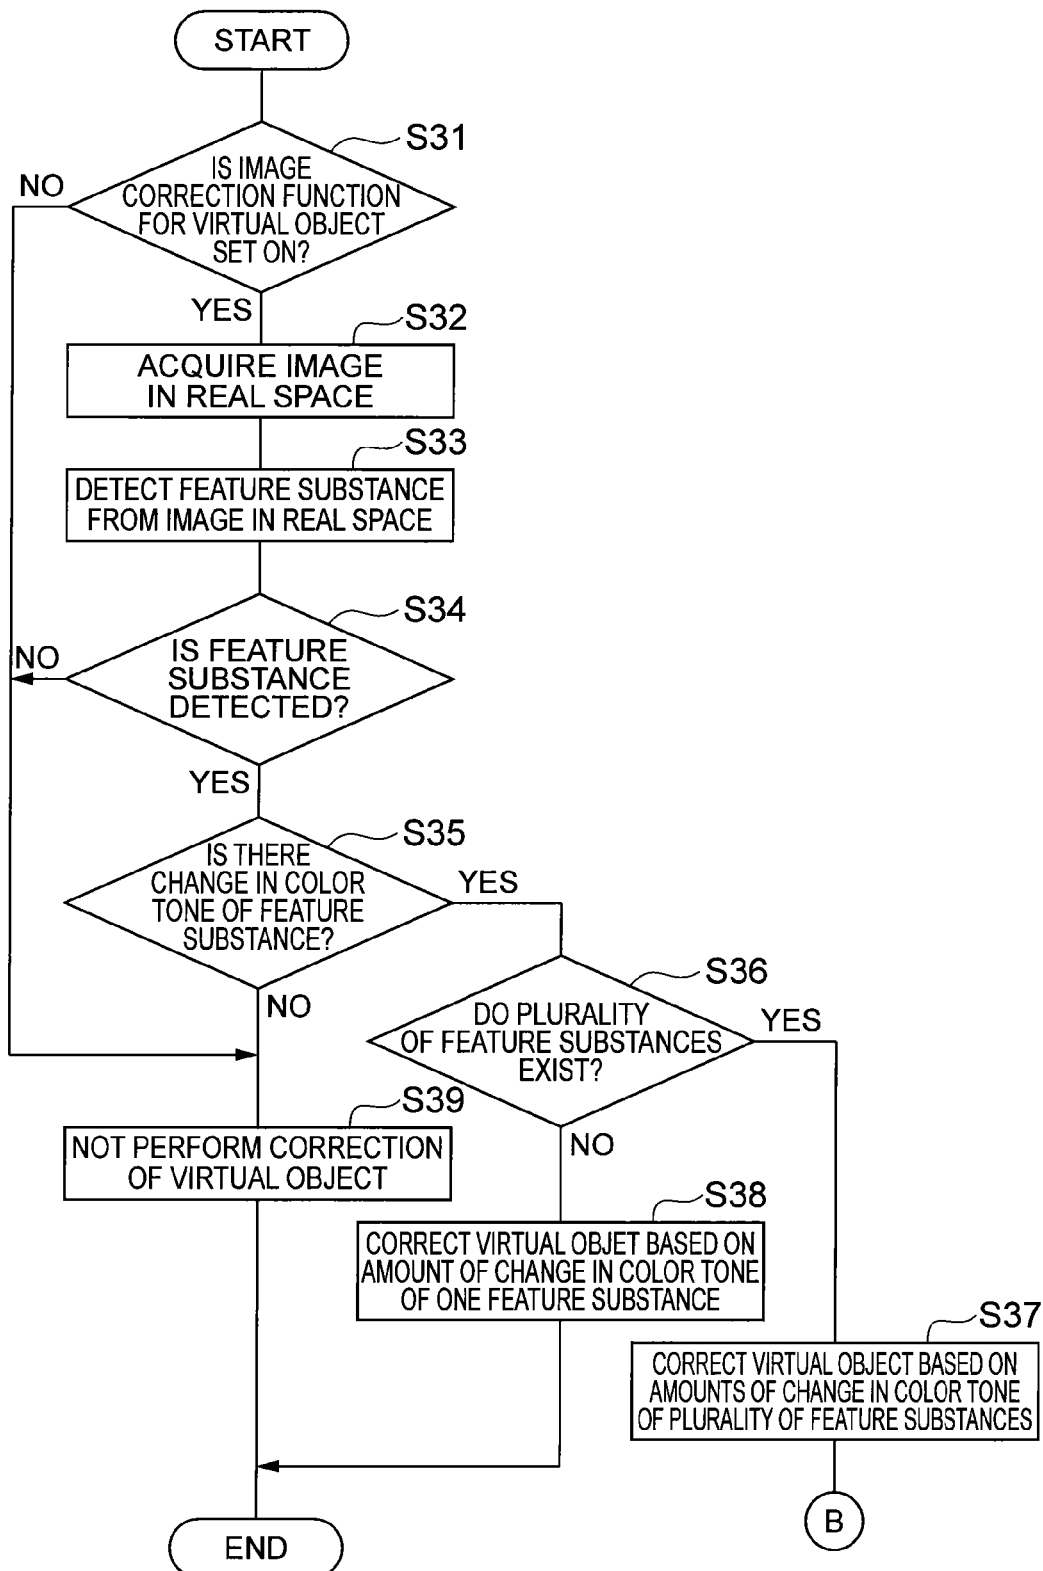 START
S31
IS IMAGE
CORRECTION FUNCTION
FOR VIRTUAL OBJECT
SET ON?
NO
YES
S32
ACQUIRE IMAGE
IN REAL SPACE
S33
DETECT FEATURE SUBSTANCE
FROM IMAGE IN REAL SPACE
S34
IS FEATURE
SUBSTANCE
DETECTED?
NO
YES
S35
IS THERE
CHANGE IN COLOR
TONE OF FEATURE
SUBSTANCE?
YES
NO
S36
DO PLURALITY
OF FEATURE SUBSTANCES
EXIST?
YES
NO
S39
NOT PERFORM CORRECTION
OF VIRTUAL OBJECT
S38
CORRECT VIRTUAL OBJET BASED ON
AMOUNT OF CHANGE IN COLOR TONE
OF ONE FEATURE SUBSTANCE
S37
CORRECT VIRTUAL OBJECT BASED ON
AMOUNTS OF CHANGE IN COLOR TONE
OF PLURALITY OF FEATURE SUBSTANCES
B
END